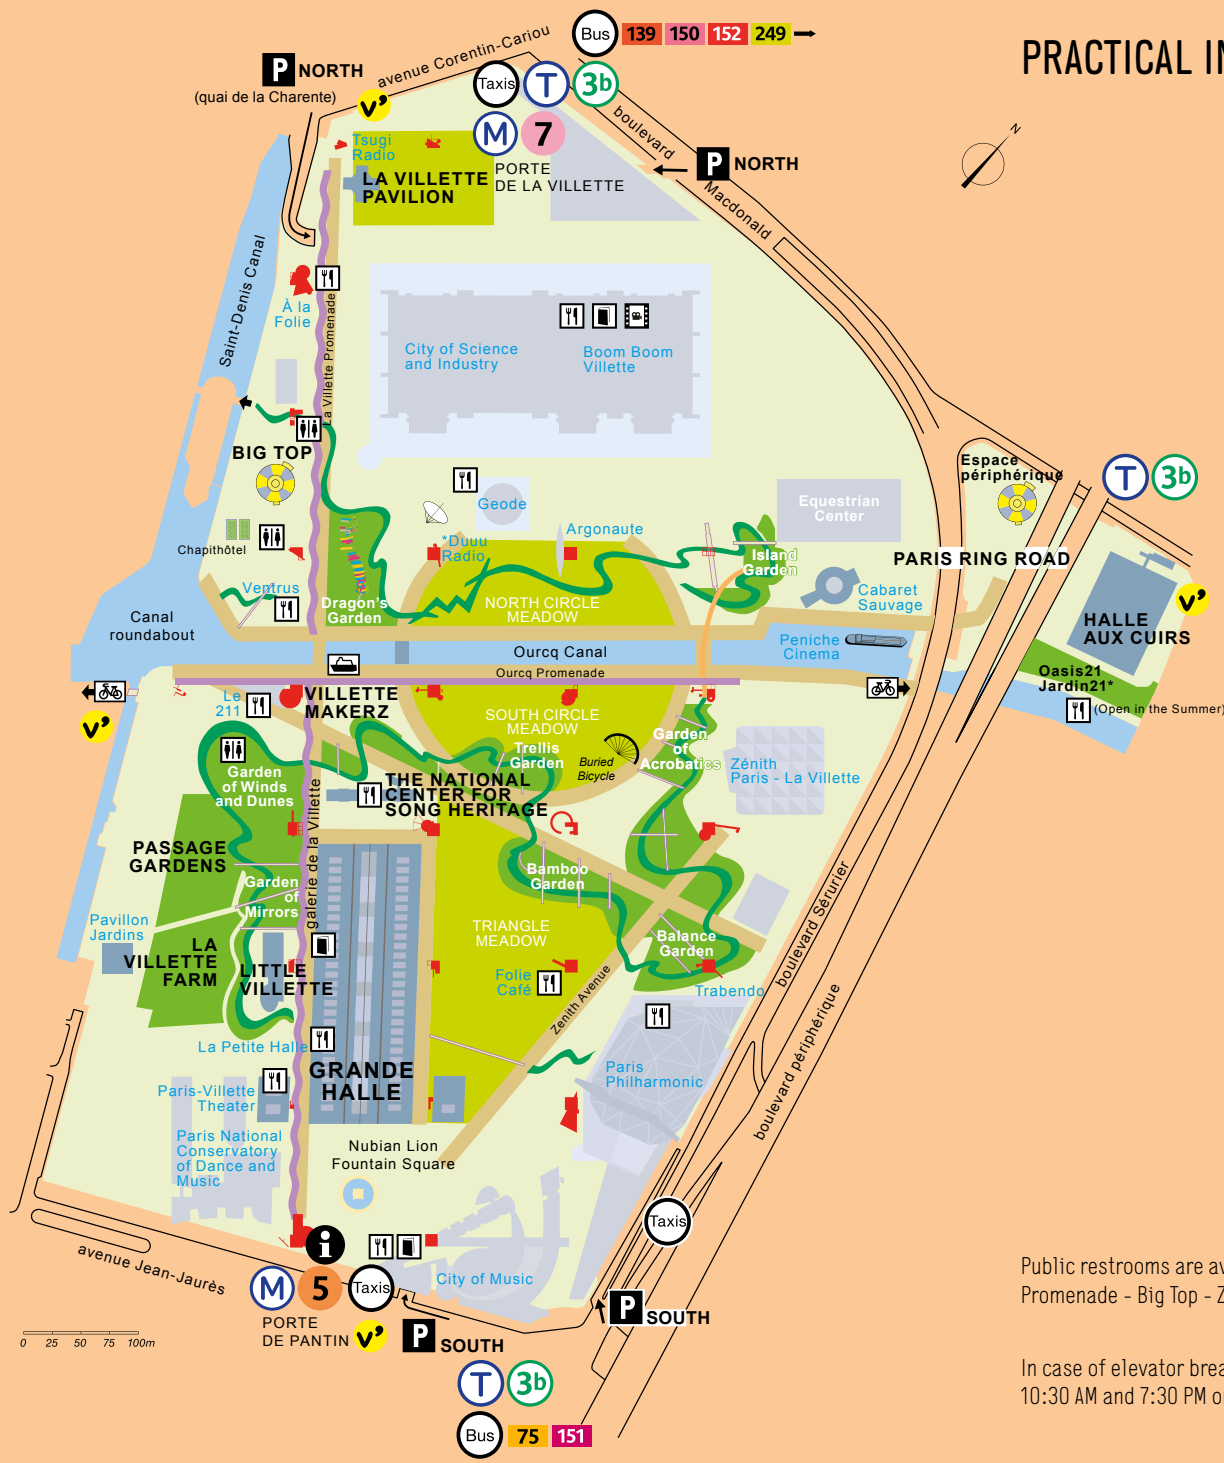 Bus 139 150 152 249
PRACTICAL IN
P NORTH
(quai de la Charente)
avenue Corentin-Cariou
v'
Taxis T 3b
M 7
PORTE
DE LA VILLETTE
boulevard
Macdonald
P NORTH
N
Tsugi
Radio
LA VILLETTE
PAVILION
Saint-Denis Canal
À la
Folie
La Villette Promenade
City of Science
and Industry
Boom Boom
Villette
BIG TOP
Chapithôtel
Geode
*Duuu
Radio
Argonaute
Equestrian
Center
Espace
périphérique
T 3b
Island
Garden
PARIS RING ROAD
Cabaret
Sauvage
v'
HALLE
AUX CUIRS
Ventrus
Dragon's
Garden
NORTH CIRCLE
MEADOW
Canal
roundabout
Ourcq Canal
Peniche
Cinema
Ourcq Promenade
Oasis21
Jardin21*
(Open in the Summer)
v'
Le
211
VILLETTE
MAKERZ
SOUTH CIRCLE
MEADOW
Trellis
Garden
Buried
Bicycle
Garden
of
Acrobatics
Zénith
Paris - La Villette
Garden
of Winds
and Dunes
THE NATIONAL
CENTER FOR
SONG HERITAGE
galerie de la Villette
PASSAGE
GARDENS
Garden
of
Mirrors
Bamboo
Garden
Pavillon
Jardins
TRIANGLE
MEADOW
Balance
Garden
boulevard Sérurier
LA
VILLETTE
FARM
LITTLE
VILLETTE
Folie
Café
Zenith Avenue
Trabendo
boulevard périphérique
La Petite Halle
GRANDE
HALLE
Paris
Philharmonic
Paris-Villette
Theater
Paris National
Conservatory
of Dance and
Music
Nubian Lion
Fountain Square
Taxis
i
avenue Jean-Jaurès
M 5 Taxis
City of Music
PORTE
DE PANTIN
v'
P SOUTH
P SOUTH
0 25 50 75 100m
T 3b
Bus 75 151
Public restrooms are av
Promenade - Big Top - Z
In case of elevator brea
10:30 AM and 7:30 PM o